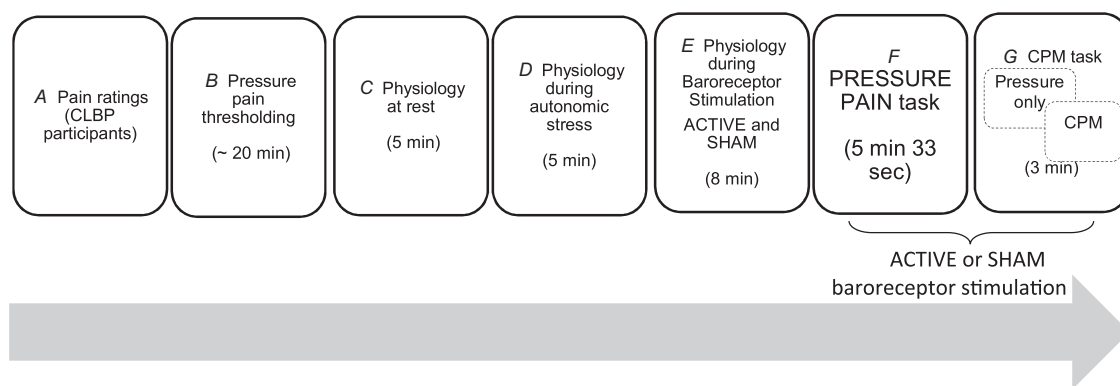 A Pain ratings
(CLBP
participants)
B Pressure
pain
thresholding
(~ 20 min)
C Physiology
at rest
(5 min)
D Physiology
during
autonomic
stress
(5 min)
E Physiology
during
Baroreceptor
Stimulation
ACTIVE and
SHAM
(8 min)
F
PRESSURE
PAIN task
(5 min 33
sec)
G CPM task
Pressure
only
CPM
(3 min)
ACTIVE or SHAM
baroreceptor stimulation